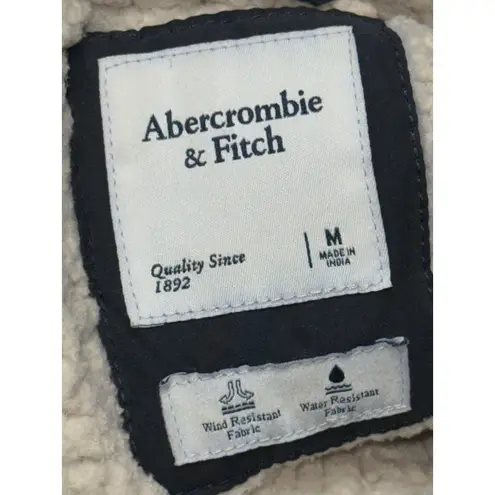 Abercrombie
& Fitch
Quality Since
1892
M
MADE IN
INDIA
Wind Resistant
Fabric
Water Resistant
Fabric